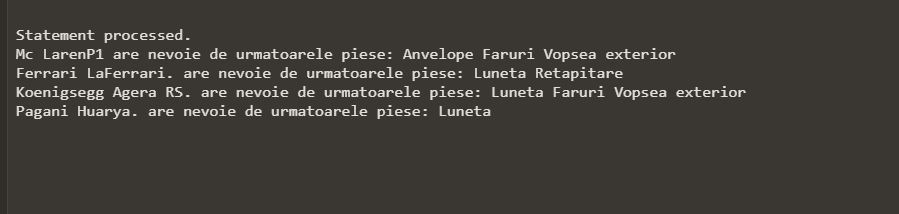 Statement processed.
Mc LarenP1 are nevoie de urmatoarele piese: Anvelope Faruri Vopsea exterior
Ferrari LaFerrari. are nevoie de urmatoarele piese: Luneta Retapitare
Koenigsegg Agera RS. are nevoie de urmatoarele piese: Luneta Faruri Vopsea exterior
Pagani Huarya. are nevoie de urmatoarele piese: Luneta